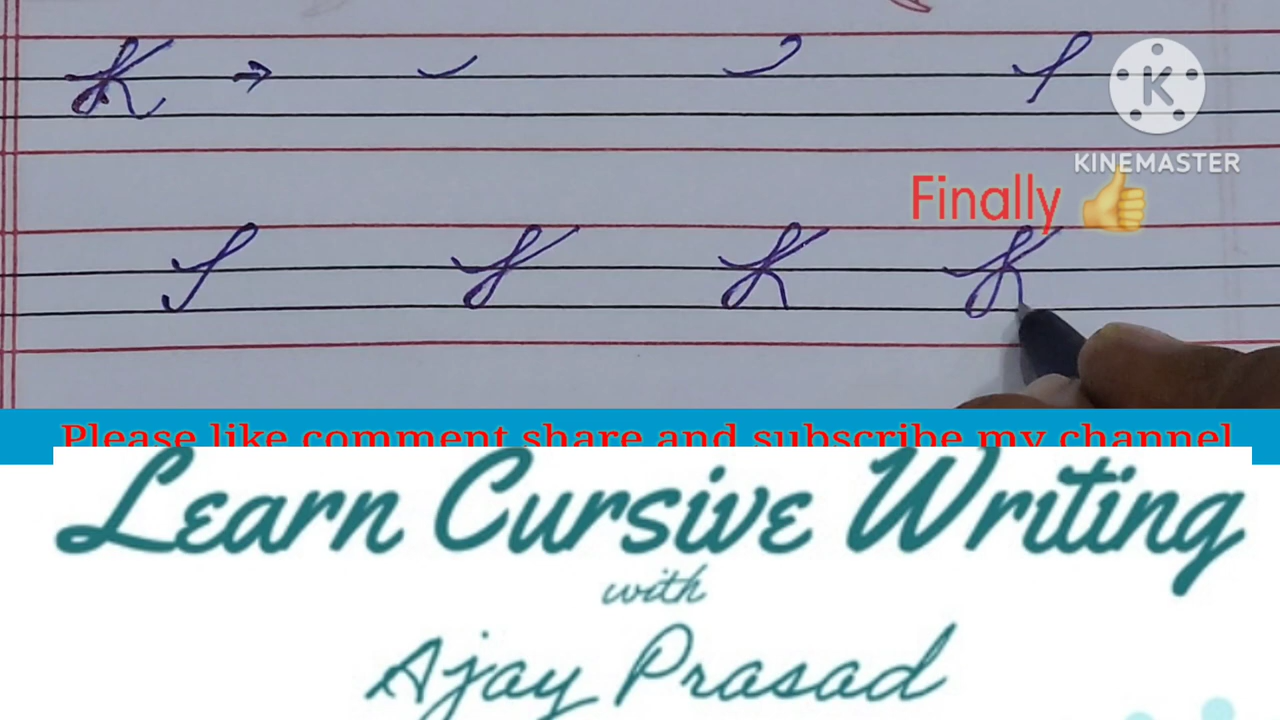 K →
K
KINEMASTER
Finally 👍
K K K
Please like comment share and subscribe my channel
Learn Cursive Writing
with
Ajay Prasad